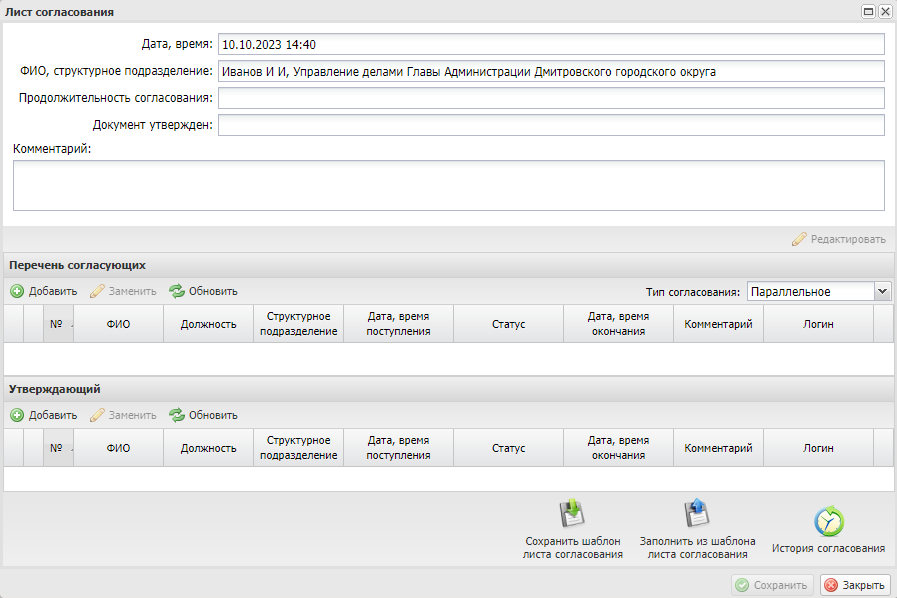 Лист согласования
Дата, время: 10.10.2023 14:40
ФИО, структурное подразделение: Иванов И И, Управление делами Главы Администрации Дмитровского городского округа
Продолжительность согласования:
Документ утвержден:
Комментарий:
Редактировать
Перечень согласующих
Добавить Заменить Обновить Тип согласования: Параллельное
№ ФИО Должность Структурное подразделение Дата, время поступления Статус Дата, время окончания Комментарий Логин
Утверждающий
Добавить Заменить Обновить
№ ФИО Должность Структурное подразделение Дата, время поступления Статус Дата, время окончания Комментарий Логин
Сохранить шаблон листа согласования
Заполнить из шаблона листа согласования
История согласования
Сохранить Закрыть